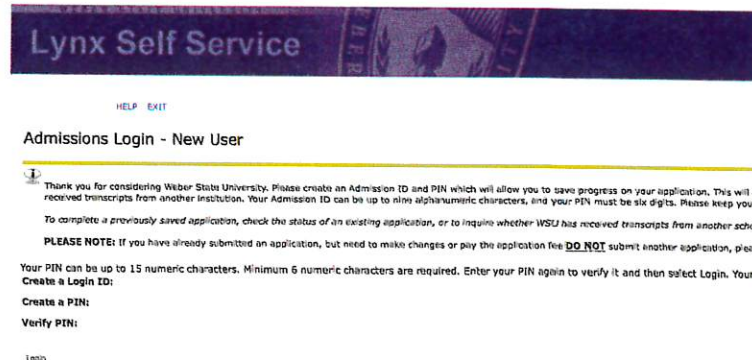 Lynx Self Service
HELP EXIT
Admissions Login - New User
Thank you for considering Weber State University. Please create an Admission ID and PIN which will allow you to save progress on your application. This will
received transcripts from another institution. Your Admission ID can be up to nine alphanumeric characters, and your PIN must be six digits. Please keep you
To complete a previously saved application, check the status of an existing application, or to inquire whether WSU has received transcripts from another scho
PLEASE NOTE: If you have already submitted an application, but need to make changes or pay the application fee DO NOT submit another application, plea
Your PIN can be up to 15 numeric characters. Minimum 6 numeric characters are required. Enter your PIN again to verify it and then select Login. Your
Create a Login ID:
Create a PIN:
Verify PIN:
Login